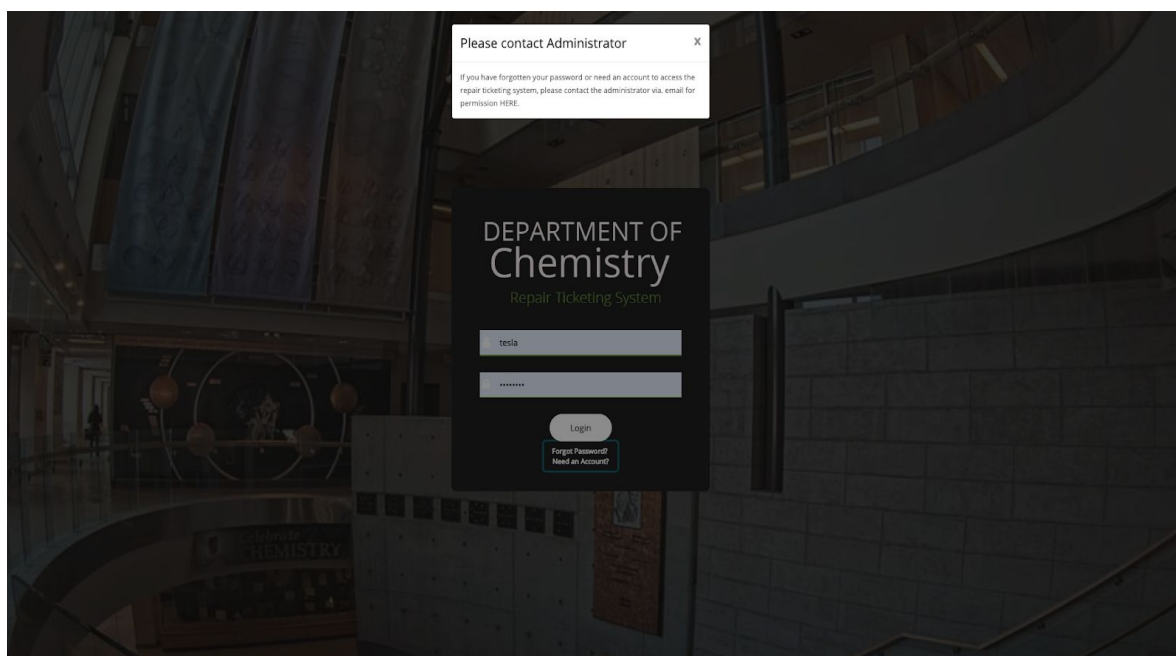 Please contact Administrator X
If you have forgotten your password or need an account to access the
repair ticketing system, please contact the administrator via. email for
permission HERE.
DEPARTMENT OF
Chemistry
Repair Ticketing System
tesla
••••••••
Login
Forgot Password?
Need an Account?
Celebrate
CHEMISTRY